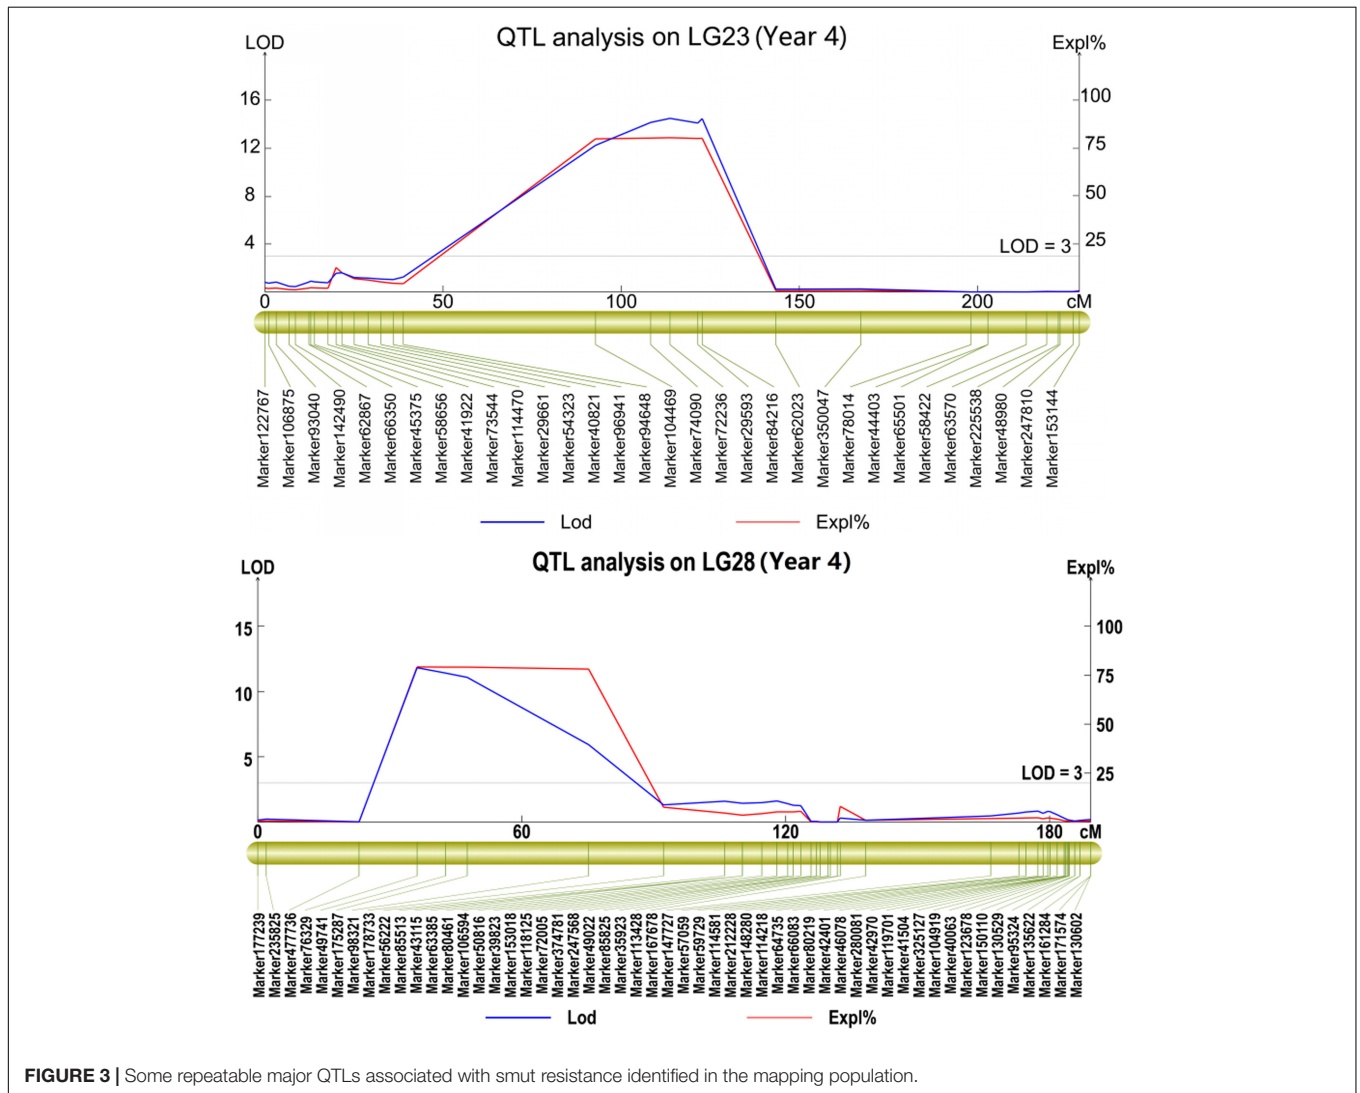 QTL analysis on LG23 (Year 4)
LOD
Expl%
16
12
8
4
100
75
50
25
LOD = 3
0
50
100
150
200
cM
Marker122767
Marker106875
Marker93040
Marker142490
Marker62867
Marker66350
Marker45375
Marker58656
Marker41922
Marker73544
Marker114470
Marker29661
Marker54323
Marker40821
Marker96941
Marker94648
Marker104469
Marker74090
Marker72236
Marker29593
Marker84216
Marker62023
Marker350047
Marker78014
Marker44403
Marker65501
Marker58422
Marker63570
Marker225538
Marker48980
Marker247810
Marker153144
Lod
Expl%
QTL analysis on LG28 (Year 4)
LOD
Expl%
15
10
5
100
75
50
25
LOD = 3
0
60
120
180
cM
Marker177239
Marker235825
Marker477736
Marker76329
Marker497741
Marker175287
Marker98321
Marker178733
Marker56222
Marker85513
Marker43115
Marker63385
Marker80461
Marker106594
Marker50816
Marker39823
Marker153018
Marker118125
Marker72005
Marker374781
Marker247568
Marker49022
Marker85825
Marker35923
Marker113428
Marker167678
Marker147727
Marker57059
Marker59729
Marker114581
Marker212228
Marker148280
Marker114218
Marker64735
Marker66083
Marker80219
Marker42401
Marker46078
Marker280081
Marker42970
Marker119701
Marker41504
Marker325127
Marker104919
Marker40063
Marker123678
Marker150110
Marker130529
Marker95324
Marker135622
Marker161284
Marker171574
Marker130602
Lod
Expl%
FIGURE 3 | Some repeatable major QTLs associated with smut resistance identified in the mapping population.